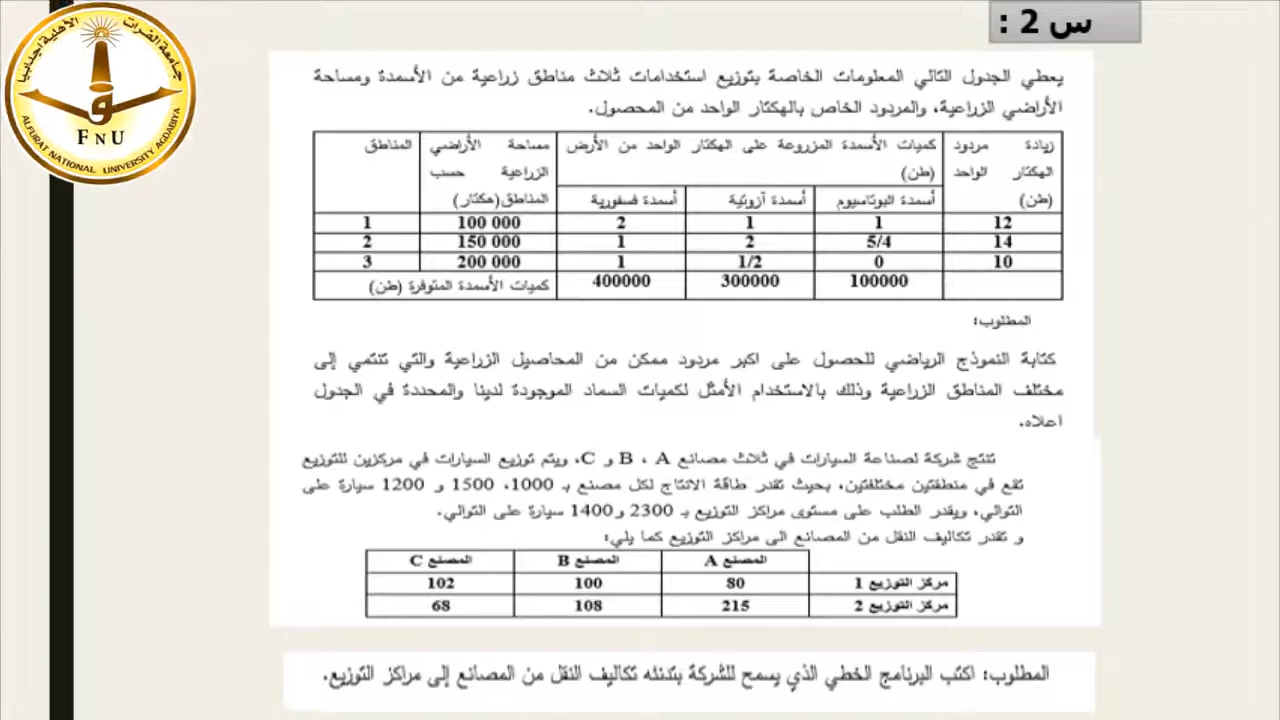 س 2 :
جامعة الفرات الأهلية اجدابيا
F N U
ALFURAT NATIONAL UNIVERSITY AGDABIYA
يعطي الجدول التالي المعلومات الخاصة بتوزيع استخدامات ثلاث مناطق زراعية من الأسمدة ومساحة
الأراضي الزراعية، والمردود الخاص بالهكتار الواحد من المحصول.
المناطق مساحة الأراضي الزراعية حسب المناطق(هكتار) كميات الأسمدة المزروعة على الهكتار الواحد من الأرض (طن) زيادة مردود الهكتار الواحد (طن)
أسمدة فسفورية أسمدة آزوتية أسمدة البوتاسيوم
1 100 000 2 1 1 12
2 150 000 1 2 5/4 14
3 200 000 1 1/2 0 10
كميات الأسمدة المتوفرة (طن) 400000 300000 100000
المطلوب:
كتابة النموذج الرياضي للحصول على اكبر مردود ممكن من المحاصيل الزراعية والتي تنتمي إلى
مختلف المناطق الزراعية وذلك بالاستخدام الأمثل لكميات السماد الموجودة لدينا والمحددة في الجدول
اعلاه.
تنتج شركة لصناعة السيارات في ثلاث مصانع A ، B و C، ويتم توزيع السيارات في مركزين للتوزيع
تقع في منطقتين مختلفتين، بحيث تقدر طاقة الانتاج لكل مصنع بـ 1000، 1500 و 1200 سيارة على
التوالي، ويقدر الطلب على مستوى مراكز التوزيع بـ 2300 و1400 سيارة على التوالي.
و تقدر تكاليف النقل من المصانع الى مراكز التوزيع كما يلي:
المصنع A المصنع B المصنع C
مركز التوزيع 1 80 100 102
مركز التوزيع 2 215 108 68
المطلوب: اكتب البرنامج الخطي الذي يسمح للشركة بتدنئه تكاليف النقل من المصانع إلى مراكز التوزيع.